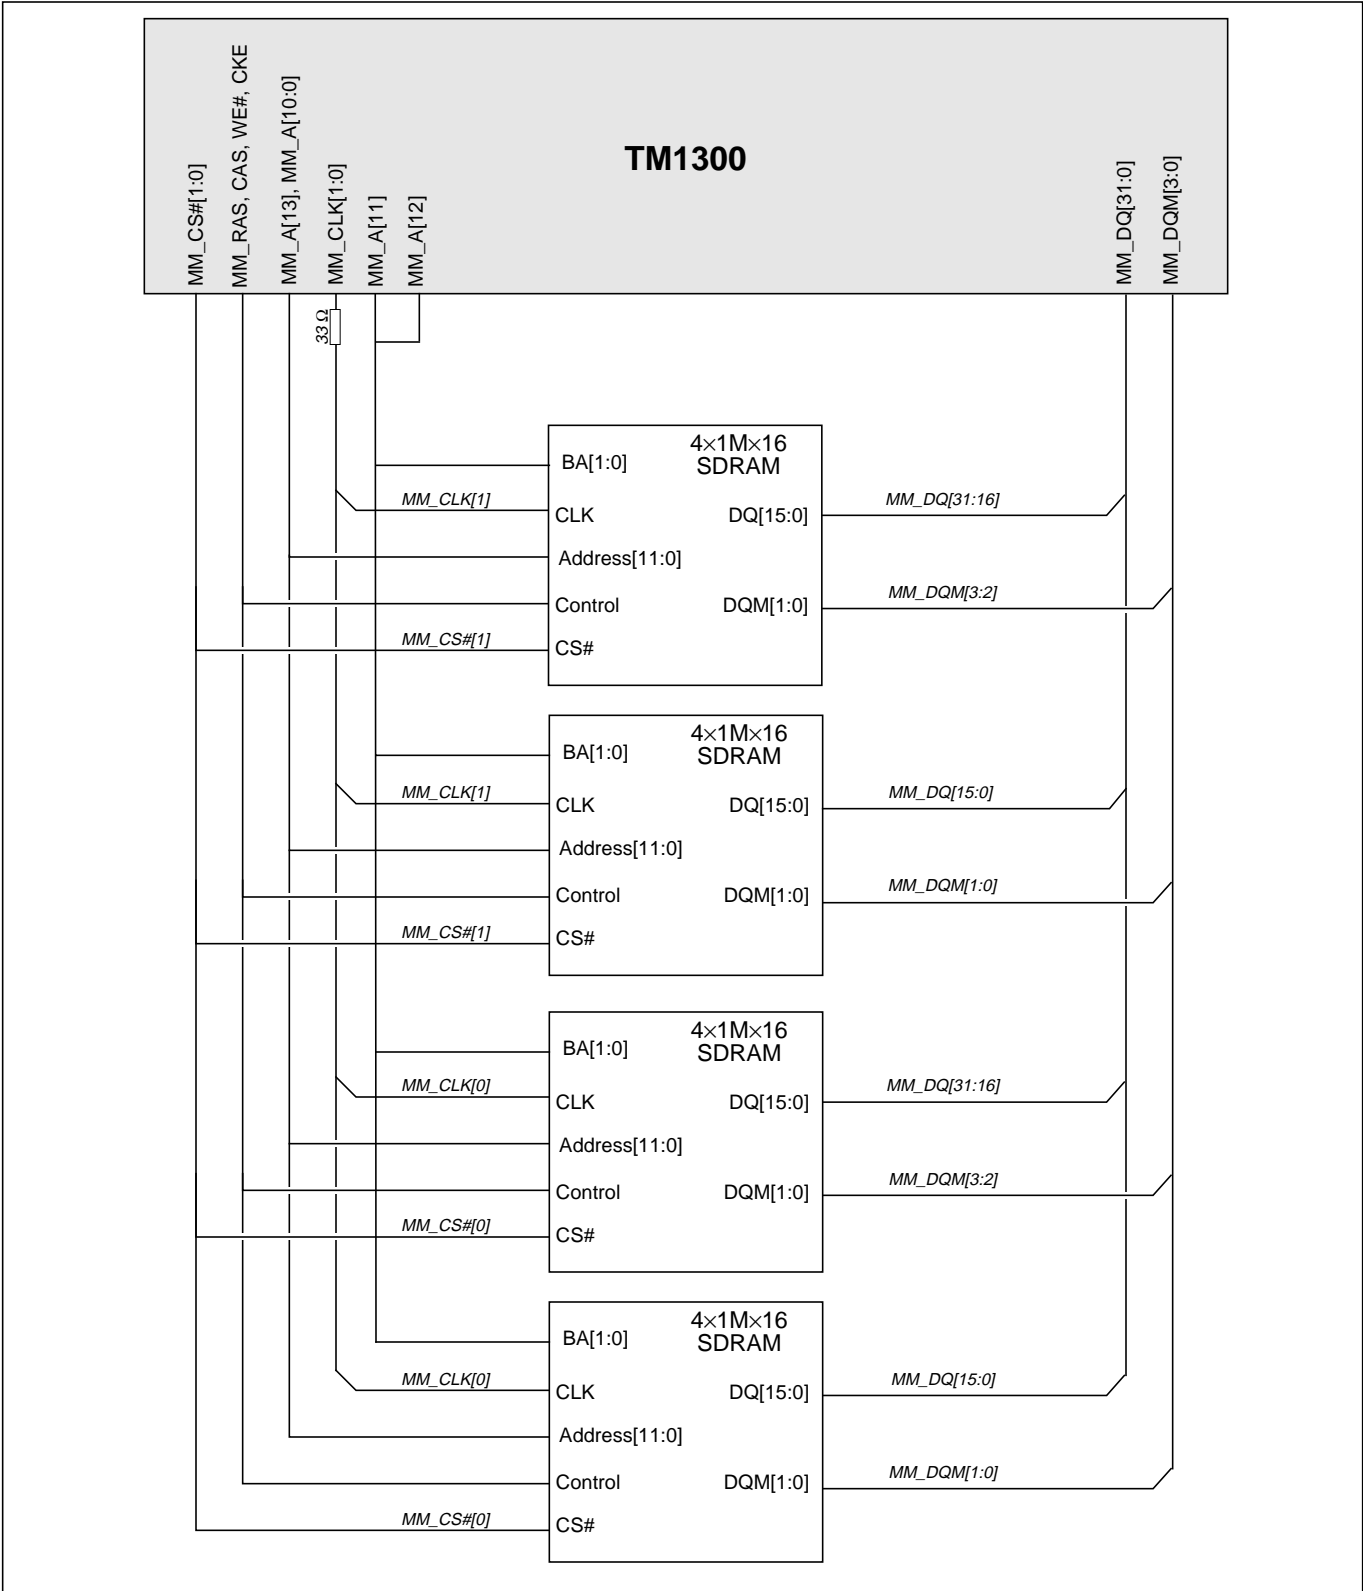 TM1300
MM_CS#[1:0]
MM_RAS, CAS, WE#, CKE
MM_A[13], MM_A[10:0]
MM_CLK[1:0]
MM_A[11]
MM_A[12]
MM_DQ[31:0]
MM_DQM[3:0]
33 Ω
4×1M×16
SDRAM
BA[1:0]
MM_CLK[1]
CLK
DQ[15:0]
MM_DQ[31:16]
Address[11:0]
Control
DQM[1:0]
MM_DQM[3:2]
MM_CS#[1]
CS#
4×1M×16
SDRAM
BA[1:0]
MM_CLK[1]
CLK
DQ[15:0]
MM_DQ[15:0]
Address[11:0]
Control
DQM[1:0]
MM_DQM[1:0]
MM_CS#[1]
CS#
4×1M×16
SDRAM
BA[1:0]
MM_CLK[0]
CLK
DQ[15:0]
MM_DQ[31:16]
Address[11:0]
Control
DQM[1:0]
MM_DQM[3:2]
MM_CS#[0]
CS#
4×1M×16
SDRAM
BA[1:0]
MM_CLK[0]
CLK
DQ[15:0]
MM_DQ[15:0]
Address[11:0]
Control
DQM[1:0]
MM_DQM[1:0]
MM_CS#[0]
CS#